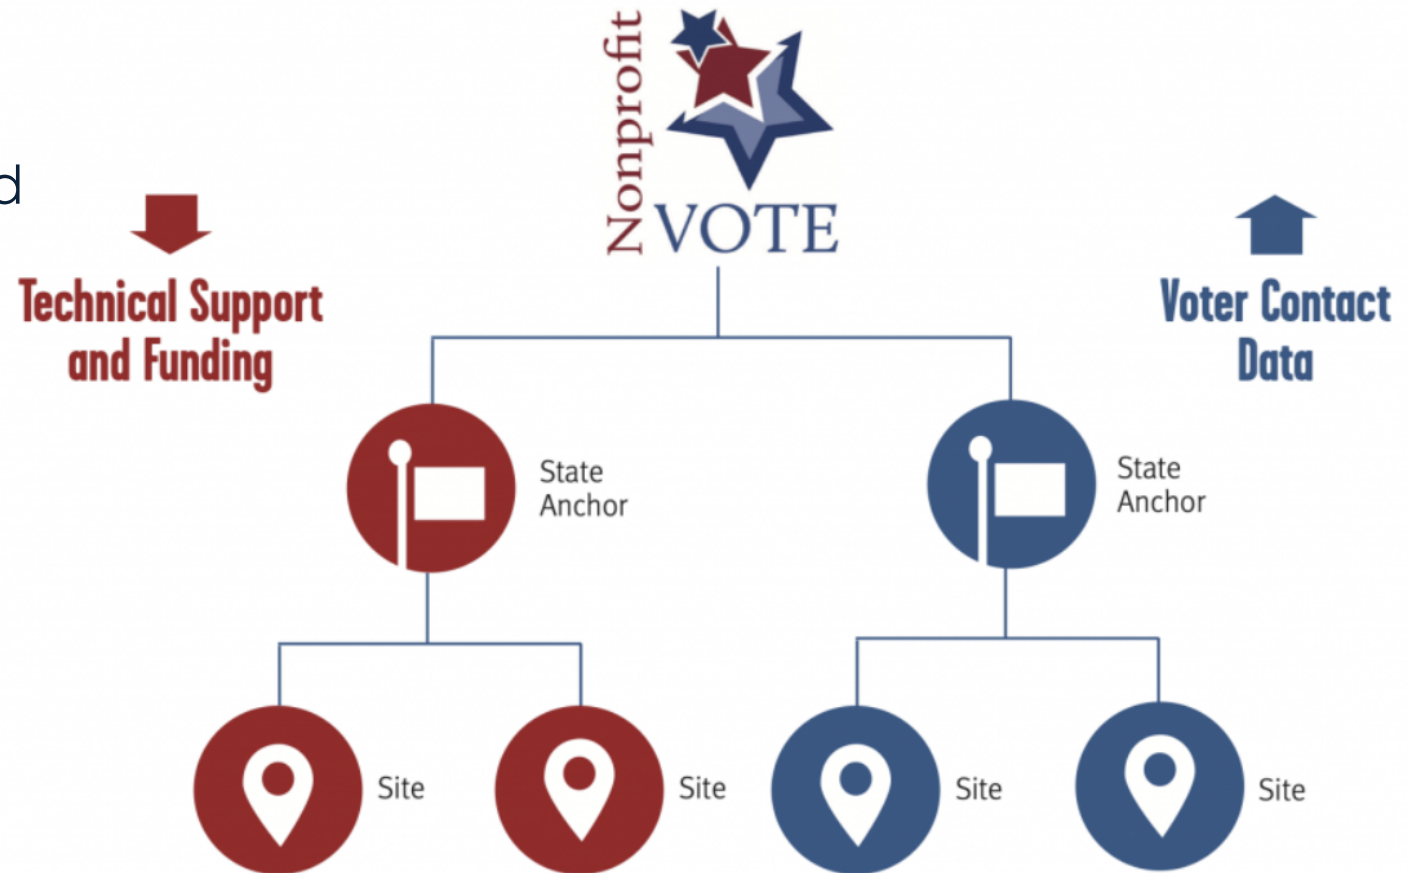 Nonprofit
VOTE
d
Technical Support
and Funding
Voter Contact
Data
State
Anchor
State
Anchor
Site
Site
Site
Site